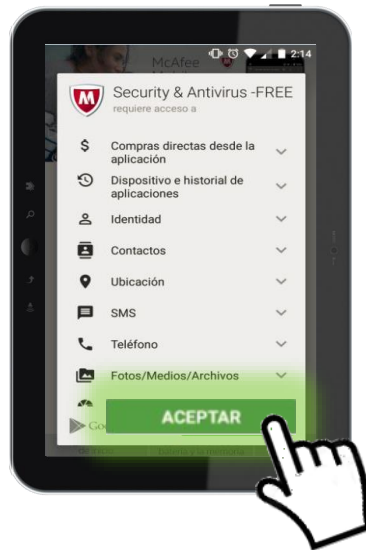 2:14
McAfee
Security & Antivirus -FREE
requiere acceso a
$ Compras directas desde la
aplicación
Dispositivo e historial de
aplicaciones
Identidad
Contactos
Ubicación
SMS
Teléfono
Fotos/Medios/Archivos
ACEPTAR